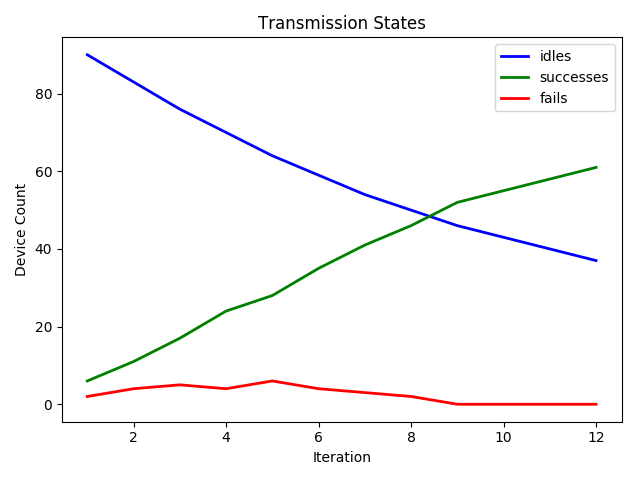 Transmission States
idles
successes
fails
Device Count
80
60
40
20
0
2 4 6 8 10 12
Iteration